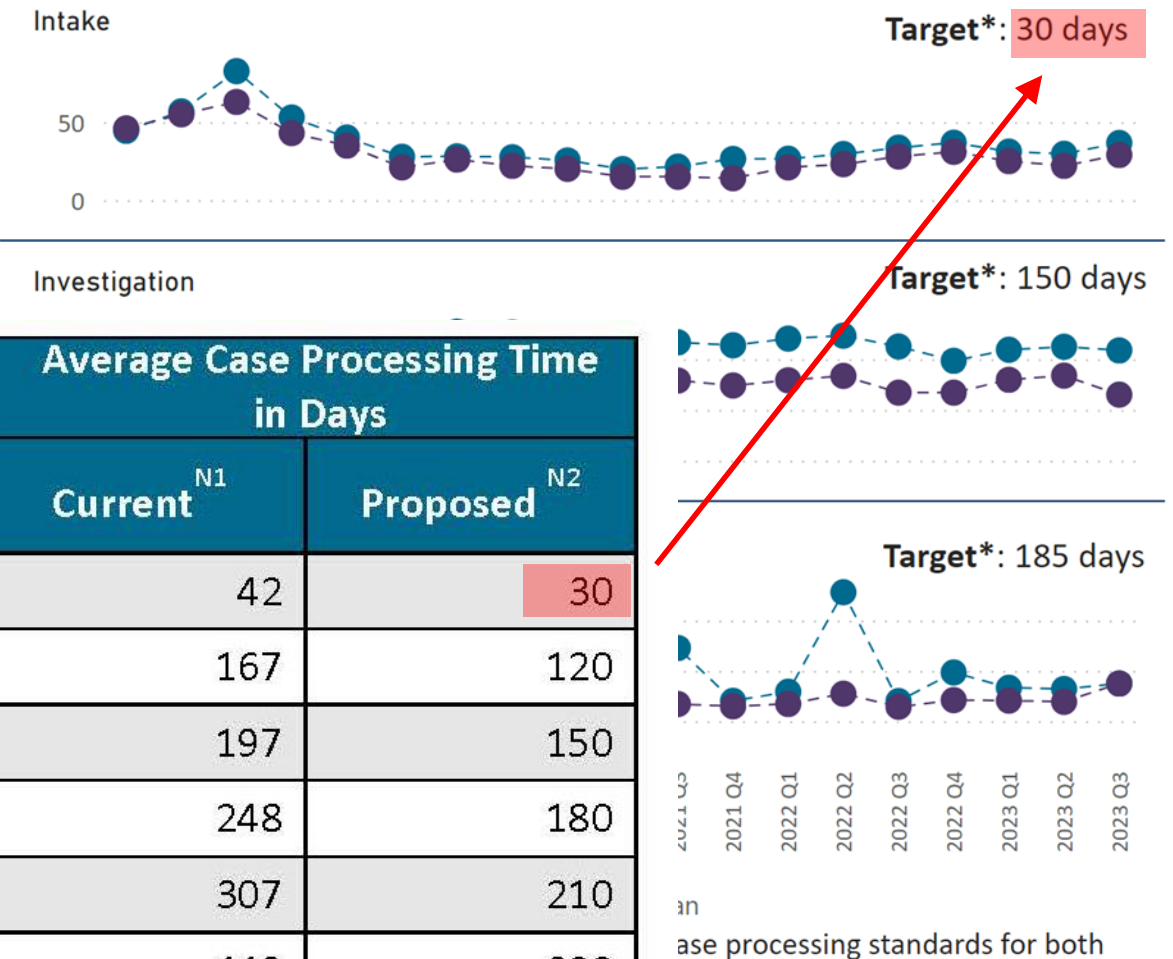 Intake
Target*: 30 days
50
0
Investigation
Target*: 150 days
Average Case Processing Time
in Days
Current N1
Proposed N2
42 30
167 120
197 150
248 180
307 210
Target*: 185 days
2021 Q4
2022 Q1
2022 Q2
2022 Q3
2022 Q4
2023 Q1
2023 Q2
2023 Q3
an
ase processing standards for both